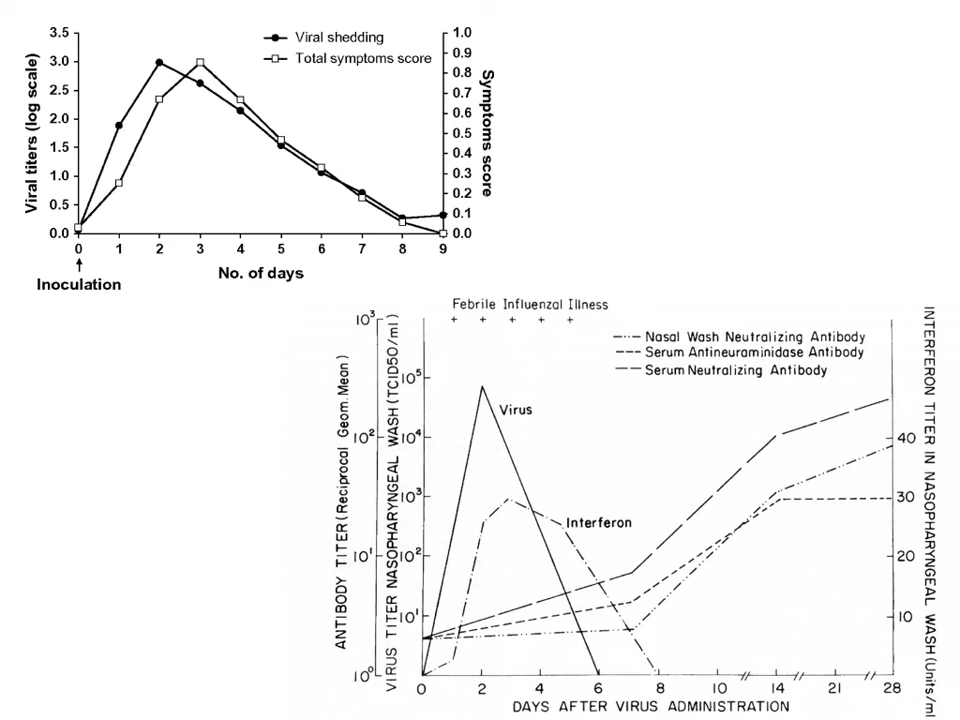 3.5
3.0
2.5
2.0
1.5
1.0
0.5
0.0
Viral titers (log scale)
Viral shedding
Total symptoms score
1.0
0.9
0.8
0.7
0.6
0.5
0.4
0.3
0.2
0.1
0.0
Symptoms score
0 1 2 3 4 5 6 7 8 9
No. of days
Inoculation
Febrile Influenzal Illness
+ + + + +
Nasal Wash Neutralizing Antibody
Serum Antineuraminidase Antibody
Serum Neutralizing Antibody
ANTIBODY TITER (Reciprocal Geom. Mean)
10³
10²
10¹
10⁰
VIRUS TITER NASOPHARYNGEAL WASH (TCID50/ml)
10⁵
10⁴
10³
10²
10¹
Virus
Interferon
40
30
20
10
INTERFERON TITER IN NASOPHARYNGEAL WASH (Units/ml
0 2 4 6 8 10 14 21 28
DAYS AFTER VIRUS ADMINISTRATION